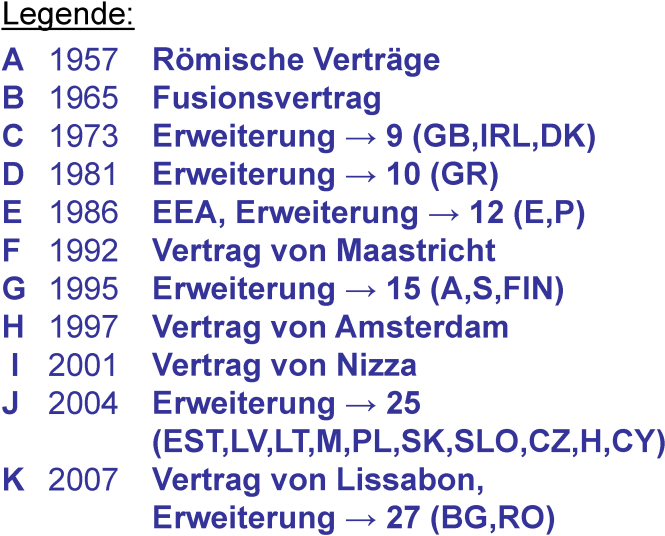 Legende:
A 1957 Römische Verträge
B 1965 Fusionsvertrag
C 1973 Erweiterung → 9 (GB,IRL,DK)
D 1981 Erweiterung → 10 (GR)
E 1986 EEA, Erweiterung → 12 (E,P)
F 1992 Vertrag von Maastricht
G 1995 Erweiterung → 15 (A,S,FIN)
H 1997 Vertrag von Amsterdam
I 2001 Vertrag von Nizza
J 2004 Erweiterung → 25
(EST,LV,LT,M,PL,SK,SLO,CZ,H,CY)
K 2007 Vertrag von Lissabon,
Erweiterung → 27 (BG,RO)